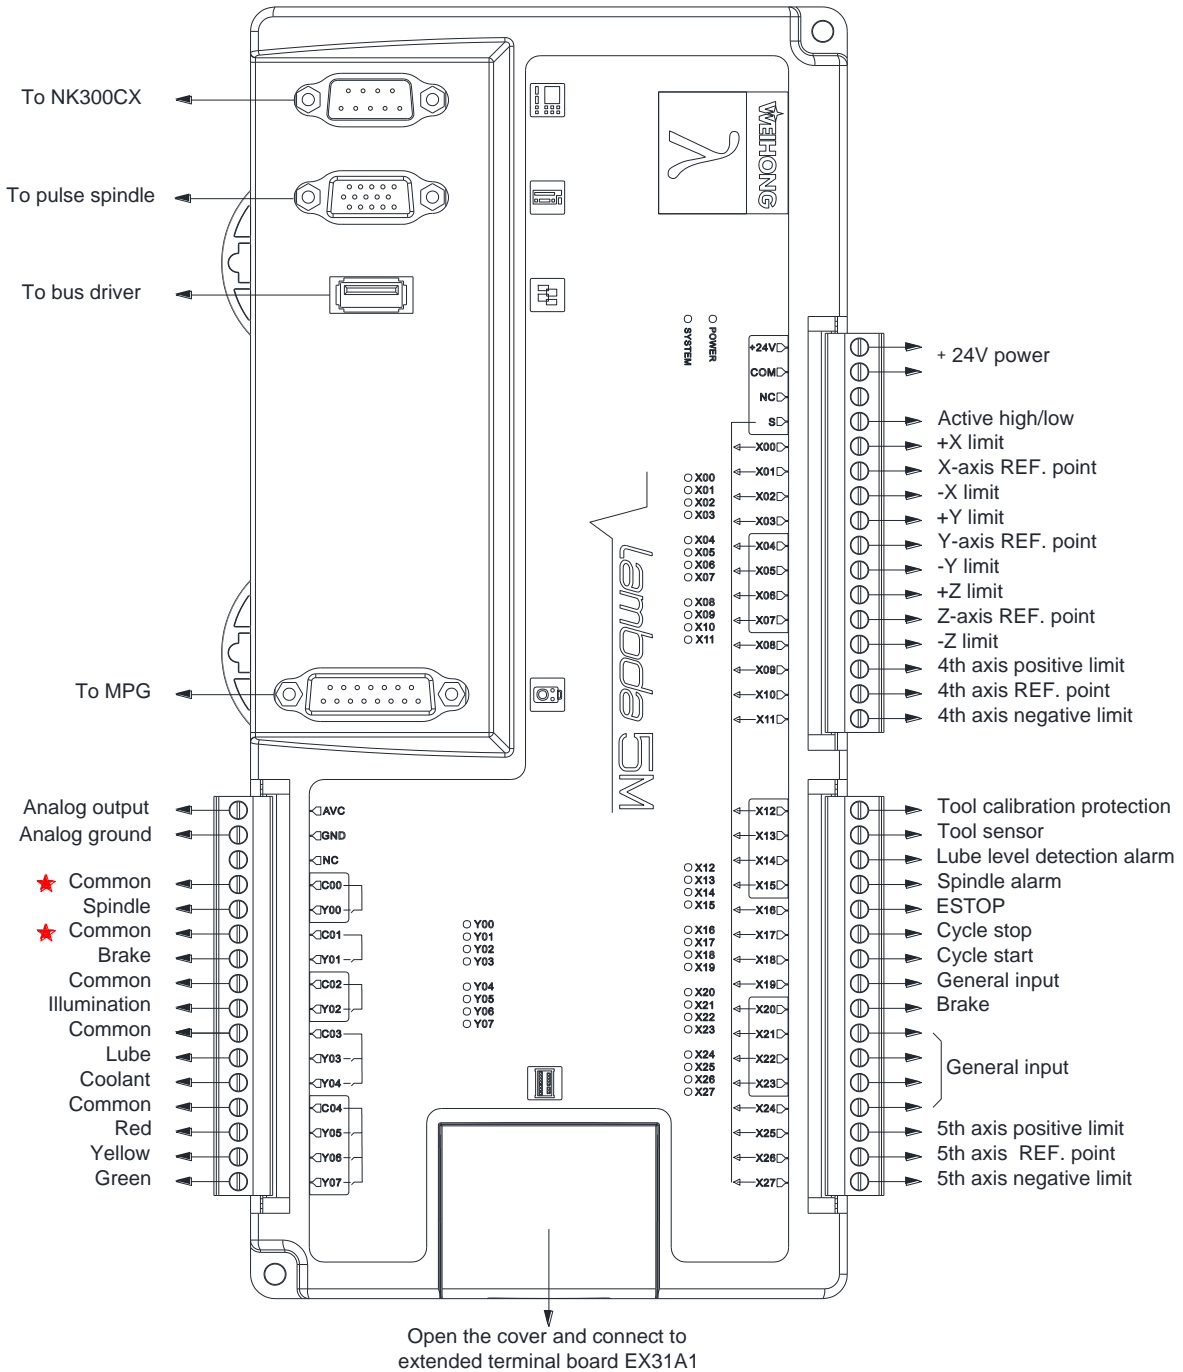 To NK300CX
To pulse spindle
To bus driver
To MPG
WEIHONG
SYSTEM
POWER
Lambda 5M
+24V
COM
NC
S
X00
X01
X02
X03
X04
X05
X06
X07
X08
X09
X10
X11
X00
X01
X02
X03
X04
X05
X06
X07
X08
X09
X10
X11
+ 24V power
Active high/low
+X limit
X-axis REF. point
-X limit
+Y limit
Y-axis REF. point
-Y limit
+Z limit
Z-axis REF. point
-Z limit
4th axis positive limit
4th axis REF. point
4th axis negative limit
Analog output
Analog ground
Common
Spindle
Common
Brake
Common
Illumination
Common
Lube
Coolant
Common
Red
Yellow
Green
AVC
GND
NC
C00
Y00
C01
Y01
C02
Y02
C03
Y03
Y04
C04
Y05
Y06
Y07
Y00
Y01
Y02
Y03
Y04
Y05
Y06
Y07
X12
X13
X14
X15
X16
X17
X18
X19
X20
X21
X22
X23
X24
X25
X26
X27
X12
X13
X14
X15
X16
X17
X18
X19
X20
X21
X22
X23
X24
X25
X26
X27
Tool calibration protection
Tool sensor
Lube level detection alarm
Spindle alarm
ESTOP
Cycle stop
Cycle start
General input
Brake
General input
5th axis positive limit
5th axis REF. point
5th axis negative limit
Open the cover and connect to
extended terminal board EX31A1